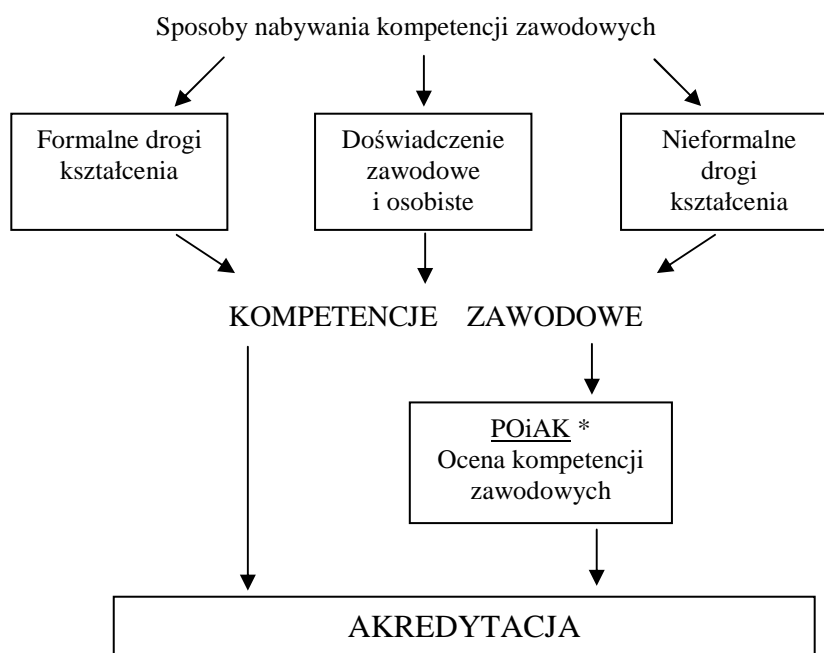 Sposoby nabywania kompetencji zawodowych
Formalne drogi
kształcenia
Doświadczenie
zawodowe
i osobiste
Nieformalne
drogi
kształcenia
KOMPETENCJE ZAWODOWE
POiAK *
Ocena kompetencji
zawodowych
AKREDYTACJA